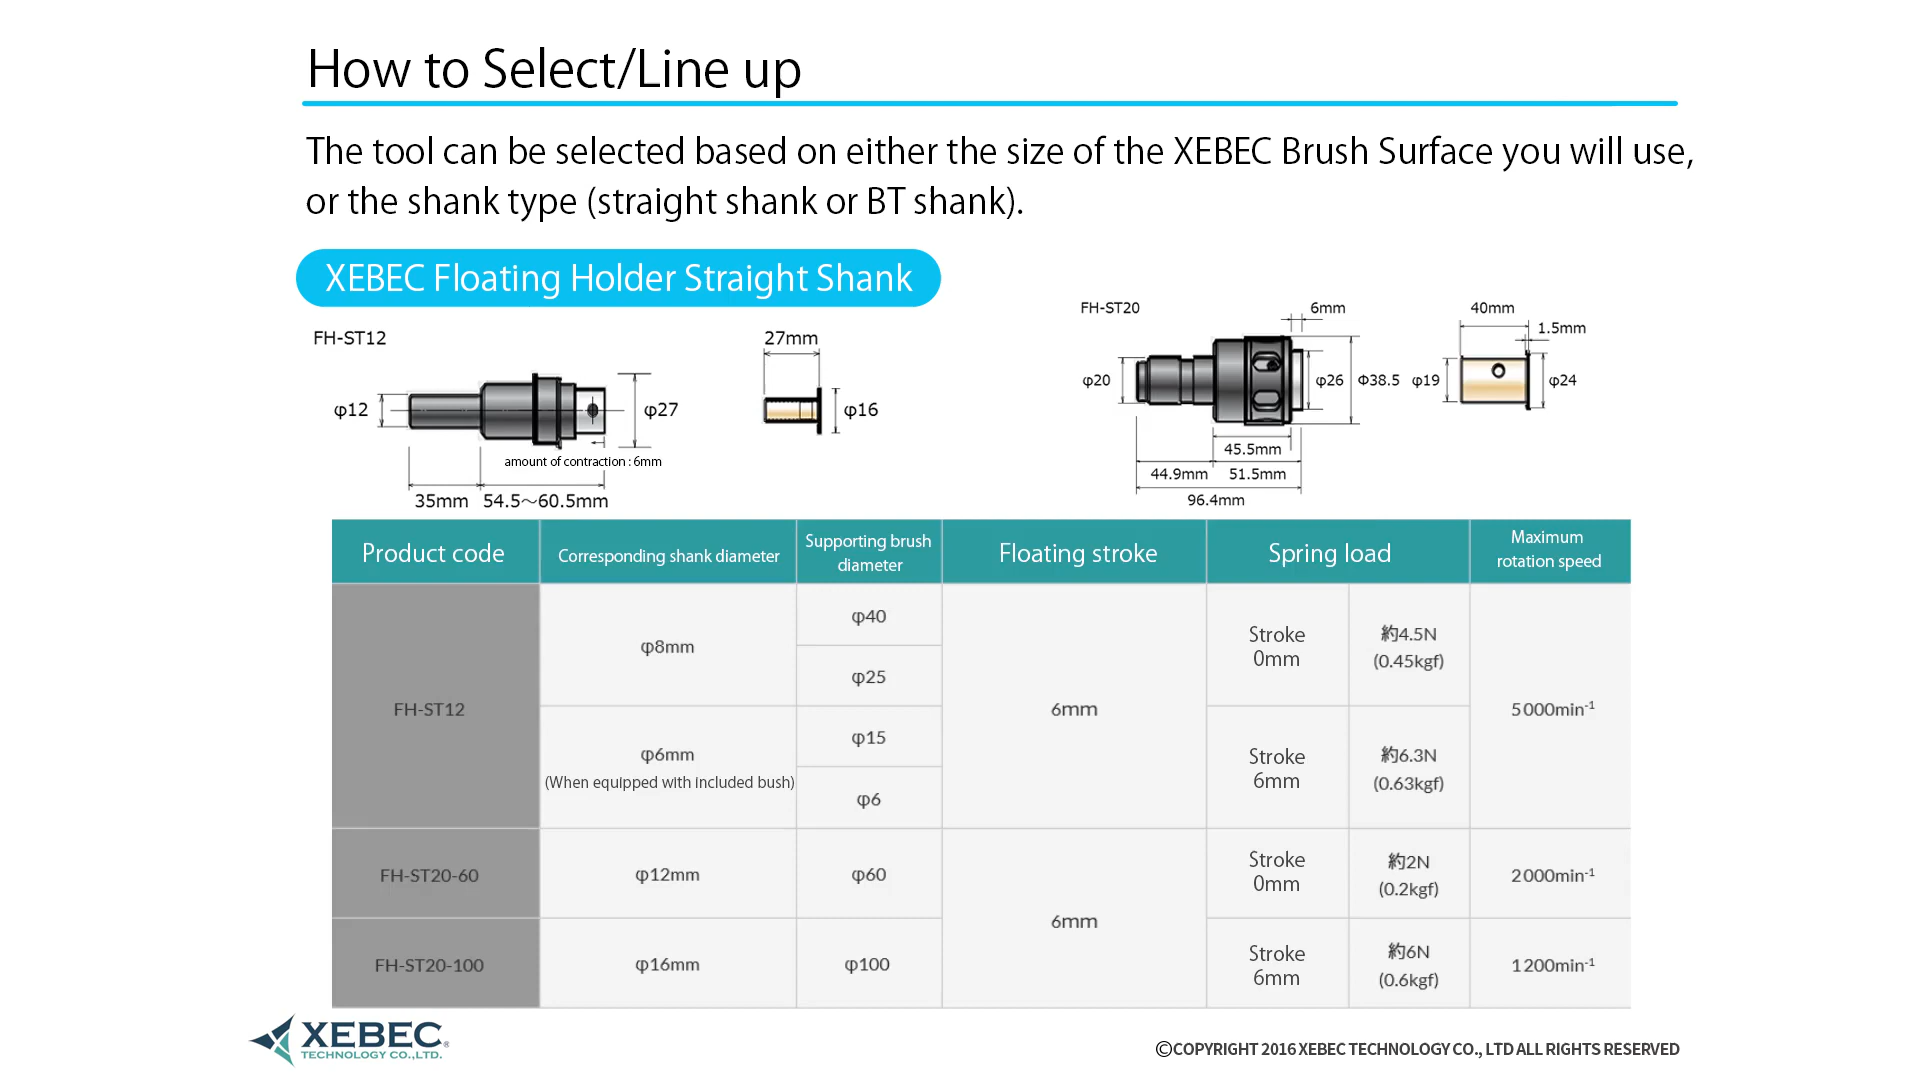 How to Select/Line up
The tool can be selected based on either the size of the XEBEC Brush Surface you will use,
or the shank type (straight shank or BT shank).
XEBEC Floating Holder Straight Shank
FH-ST12
φ12
φ27
amount of contraction : 6mm
35mm
54.5～60.5mm
27mm
φ16
FH-ST20
6mm
φ20
φ26
Φ38.5
45.5mm
44.9mm
51.5mm
96.4mm
40mm
1.5mm
φ19
φ24
Product code
Corresponding shank diameter
Supporting brush
diameter
Floating stroke
Spring load
Maximum
rotation speed
FH-ST12
φ8mm
φ40
φ25
φ6mm
(When equipped with included bush)
φ15
φ6
6mm
Stroke
0mm
約4.5N
(0.45kgf)
Stroke
6mm
約6.3N
(0.63kgf)
5000min-1
FH-ST20-60
φ12mm
φ60
6mm
Stroke
0mm
約2N
(0.2kgf)
2000min-1
FH-ST20-100
φ16mm
φ100
Stroke
6mm
約6N
(0.6kgf)
1200min-1
XEBEC®
TECHNOLOGY CO.,LTD.
©COPYRIGHT 2016 XEBEC TECHNOLOGY CO., LTD ALL RIGHTS RESERVED